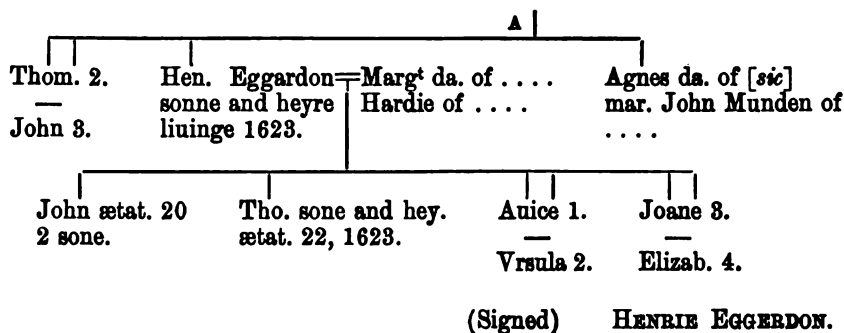 A
Thom. 2.
John 3.
Hen. Eggardon=Margᵗ da. of . . . .
sonne and heyre Hardie of . . . .
liuinge 1623.
Agnes da. of [sic]
mar. John Munden of
. . . .
John ætat. 20
2 sone.
Tho. sone and hey.
ætat. 22, 1623.
Auice 1.
Vrsula 2.
Joane 3.
Elizab. 4.
(Signed) HENRIE EGGERDON.